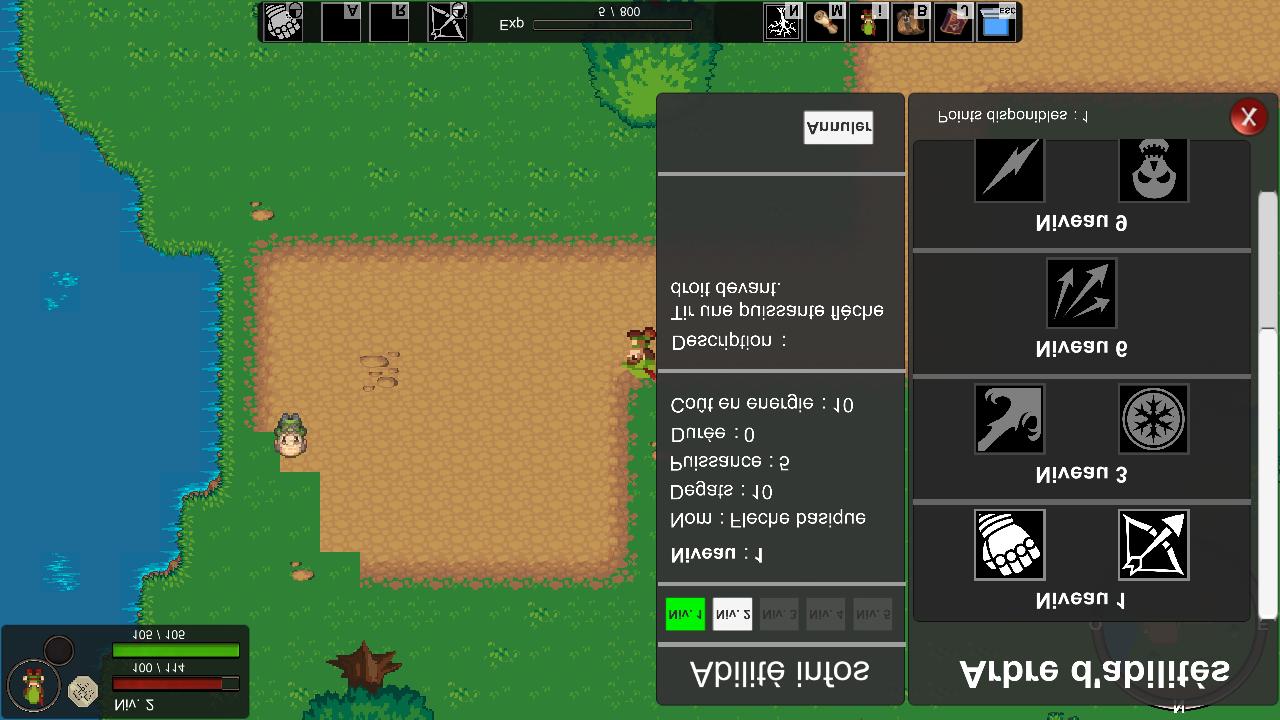 Abilité infos
Niv. 1 Niv. 2 Niv. 3 Niv. 4 Niv. 5
Niveau : 1
Nom : Fleche basique
Degats : 10
Puissance : 5
Durée : 0
Coût en energie : 10
Description :
Tir une puissante flèche
droit devant.
Annuler
Arbre d'abilités
Niveau 1
Niveau 3
Niveau 6
Niveau 9
Points disponibles : 1
X
N
Niv. 2
100 / 114
105 / 105
A
R
Exp
5 / 800
N
M
I
B
J
esc